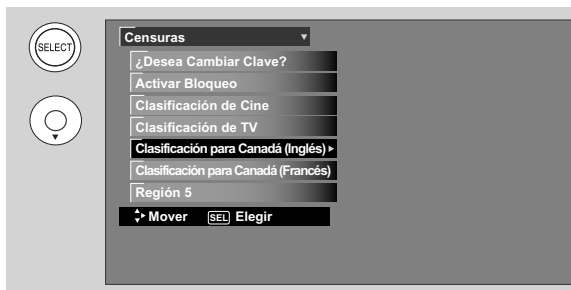 SELECT
Censuras
¿Desea Cambiar Clave?
Activar Bloqueo
Clasificación de Cine
Clasificación de TV
Clasificación para Canadá (Inglés)
Clasificación para Canadá (Francés)
Región 5
Mover SEL Elegir